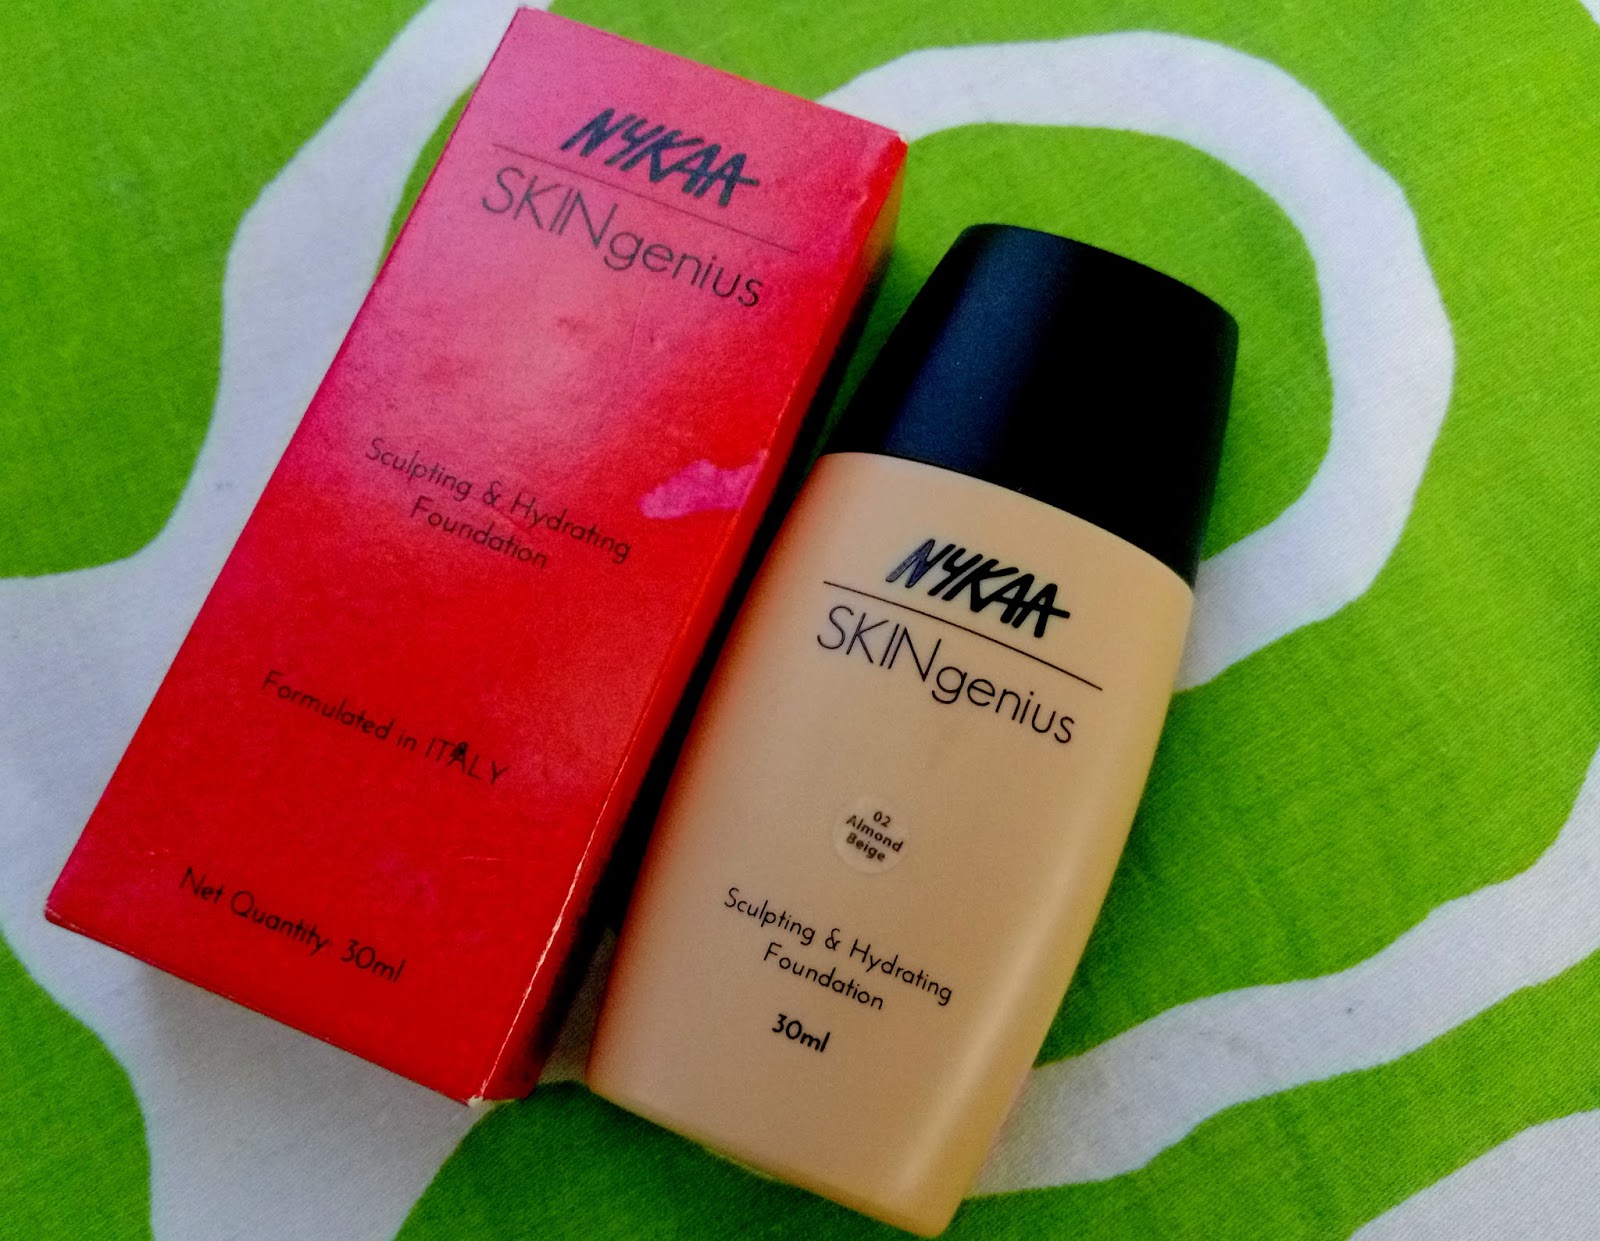 NYKAA
SKINgenius
Sculpting & Hydrating
Foundation
Formulated in ITALY
Net Quantity: 30ml
NYKAA
SKINgenius
02
Almond
Beige
Sculpting & Hydrating
Foundation
30ml